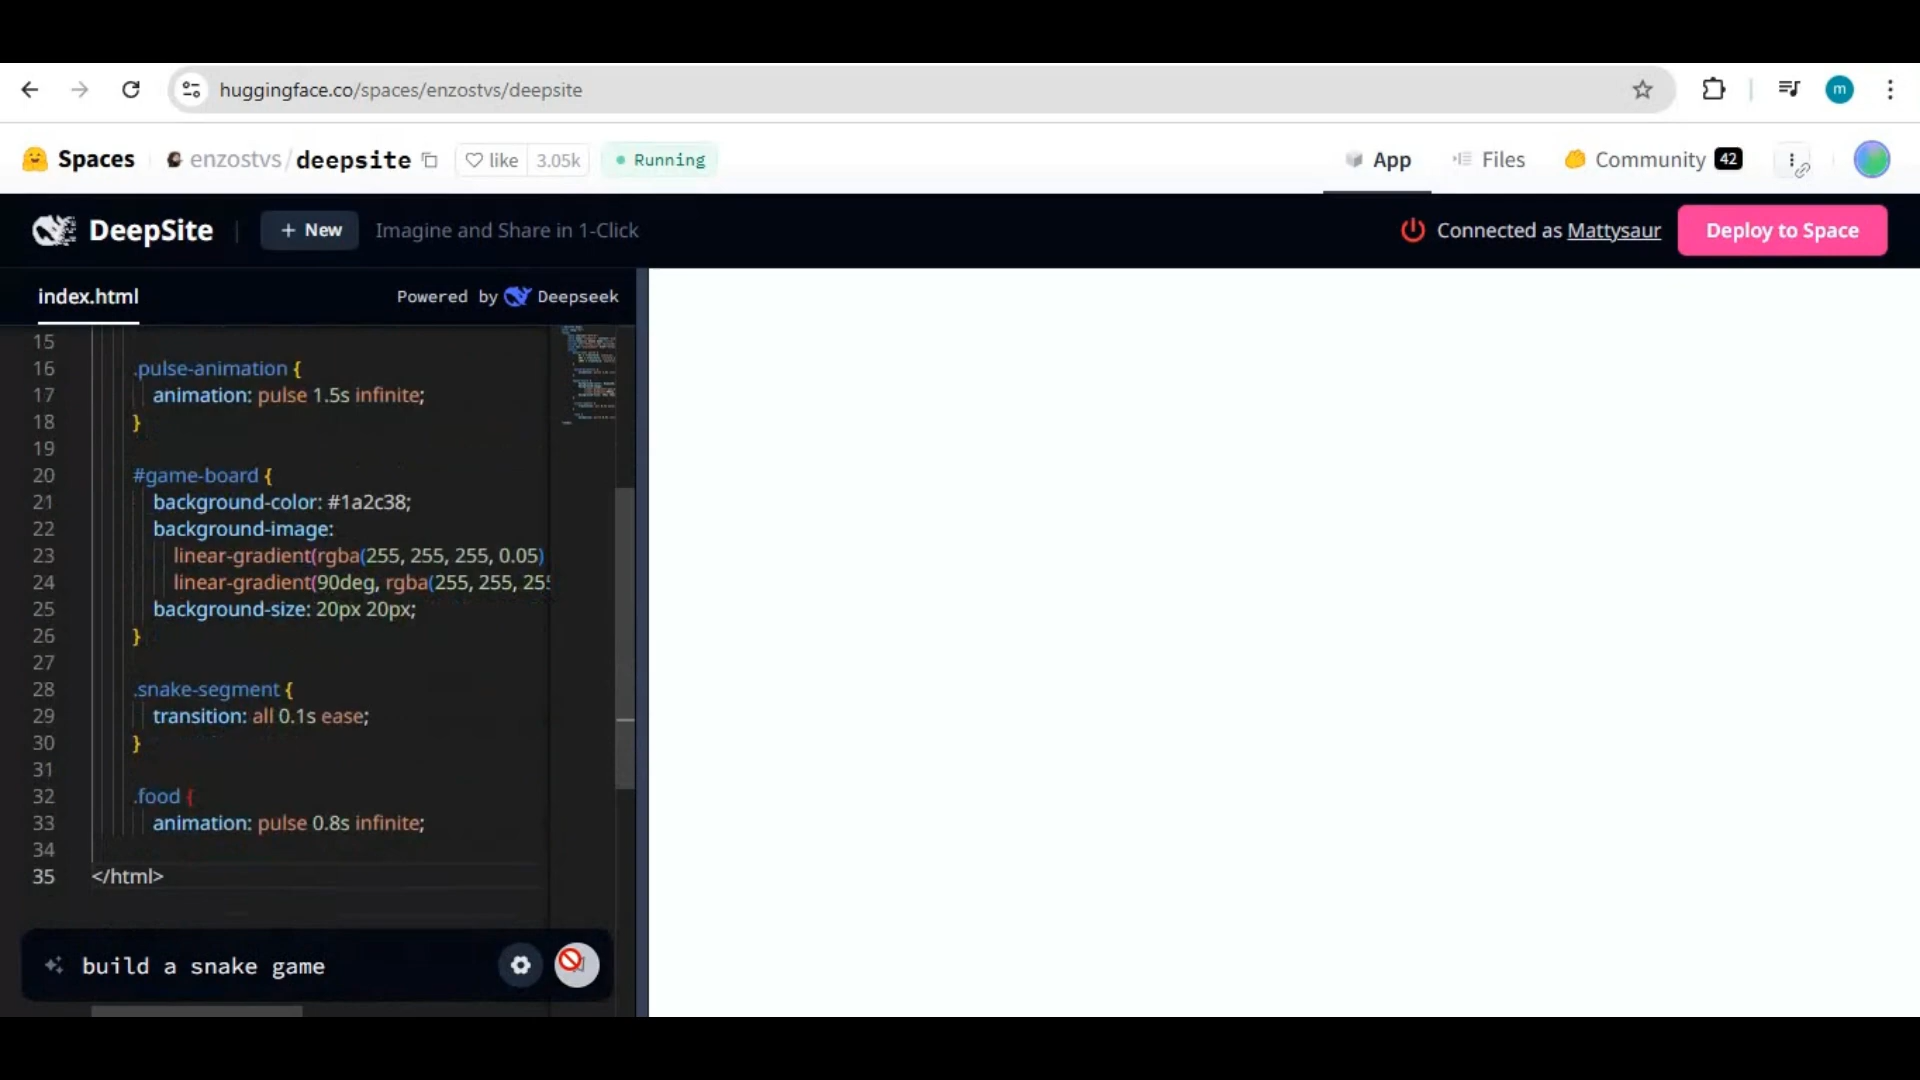 huggingface.co/spaces/enzostvs/deepsite
m
Spaces
enzostvs/deepsite
like 3.05k
Running
App
Files
Community 42
DeepSite
+ New
Imagine and Share in 1-Click
Connected as Mattysaur
Deploy to Space
index.html
Powered by Deepseek
15
16 .pulse-animation {
17 animation: pulse 1.5s infinite;
18 }
19
20 #game-board {
21 background-color: #1a2c38;
22 background-image:
23 linear-gradient(rgba(255, 255, 255, 0.05)
24 linear-gradient(90deg, rgba(255, 255, 255
25 background-size: 20px 20px;
26 }
27
28 .snake-segment {
29 transition: all 0.1s ease;
30 }
31
32 .food {
33 animation: pulse 0.8s infinite;
34
35 </html>
build a snake game